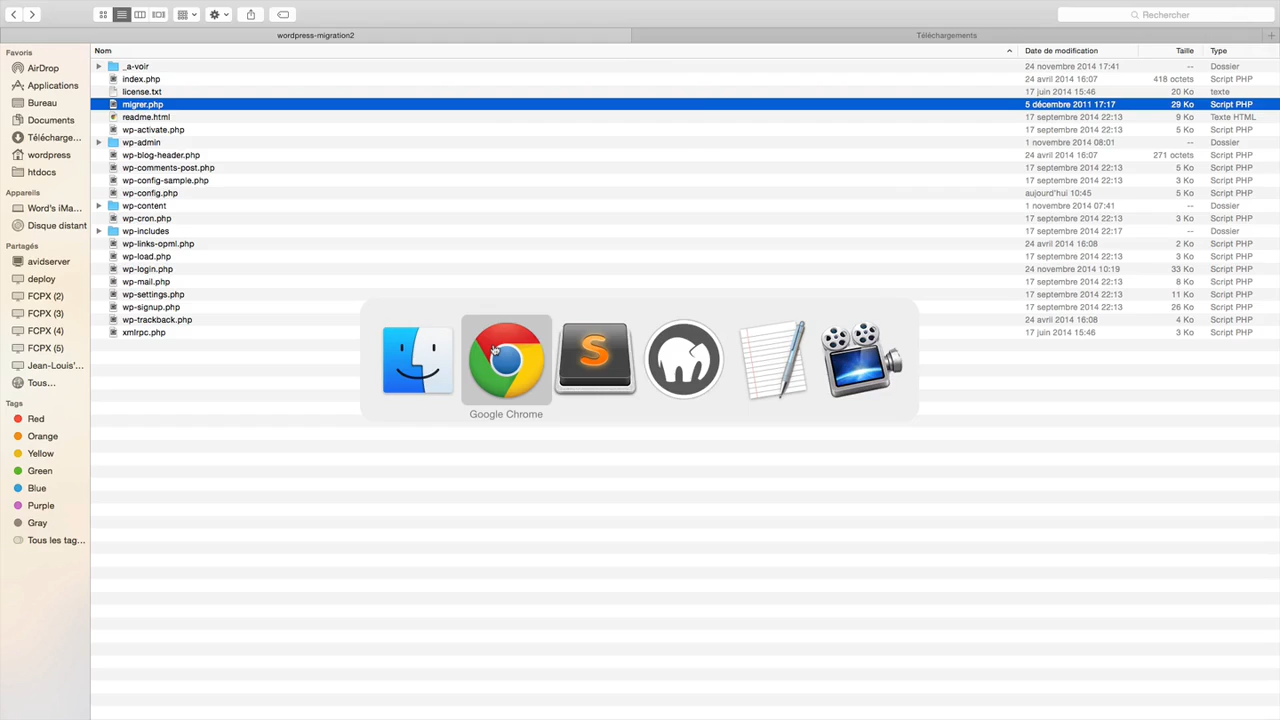 Rechercher
wordpress-migration2 Téléchargements
Favoris
AirDrop
Applications
Bureau
Documents
Télécharge...
wordpress
htdocs
Appareils
Word's iMa...
Disque distant
Partagés
avidserver
deploy
FCPX (2)
FCPX (3)
FCPX (4)
FCPX (5)
Jean-Louis'...
Tous...
Tags
Red
Orange
Yellow
Green
Blue
Purple
Gray
Tous les tag...
Nom Date de modification Taille Type
_a-voir 24 novembre 2014 17:41 -- Dossier
index.php 24 avril 2014 16:07 418 octets Script PHP
license.txt 17 juin 2014 15:46 20 Ko texte
migrer.php 5 décembre 2011 17:17 29 Ko Script PHP
readme.html 17 septembre 2014 22:13 9 Ko Texte HTML
wp-activate.php 17 septembre 2014 22:13 5 Ko Script PHP
wp-admin 1 novembre 2014 08:01 -- Dossier
wp-blog-header.php 24 avril 2014 16:07 271 octets Script PHP
wp-comments-post.php 17 septembre 2014 22:13 5 Ko Script PHP
wp-config-sample.php 17 septembre 2014 22:13 4 Ko Script PHP
wp-config.php aujourd'hui 10:45 5 Ko Script PHP
wp-content 1 novembre 2014 07:41 -- Dossier
wp-cron.php 17 septembre 2014 22:13 3 Ko Script PHP
wp-includes 17 septembre 2014 22:17 -- Dossier
wp-links-opml.php 24 avril 2014 16:08 2 Ko Script PHP
wp-load.php 17 septembre 2014 22:13 3 Ko Script PHP
wp-login.php 24 novembre 2014 10:19 33 Ko Script PHP
wp-mail.php 17 septembre 2014 22:13 8 Ko Script PHP
wp-settings.php 17 septembre 2014 22:13 11 Ko Script PHP
wp-signup.php 17 septembre 2014 22:13 26 Ko Script PHP
wp-trackback.php 24 avril 2014 16:08 4 Ko Script PHP
xmlrpc.php 17 juin 2014 15:46 3 Ko Script PHP
Google Chrome